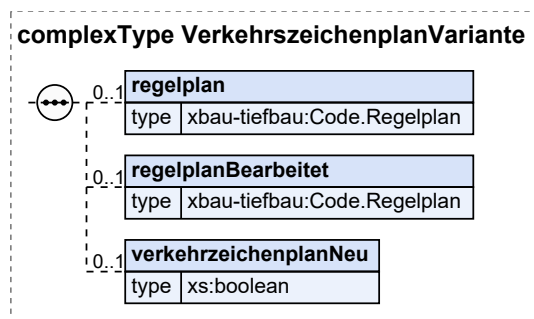 complexType VerkehrszeichenplanVariante
0..1 regelplan
type xbau-tiefbau:Code.Regelplan
0..1 regelplanBearbeitet
type xbau-tiefbau:Code.Regelplan
0..1 verkehrzeichenplanNeu
type xs:boolean